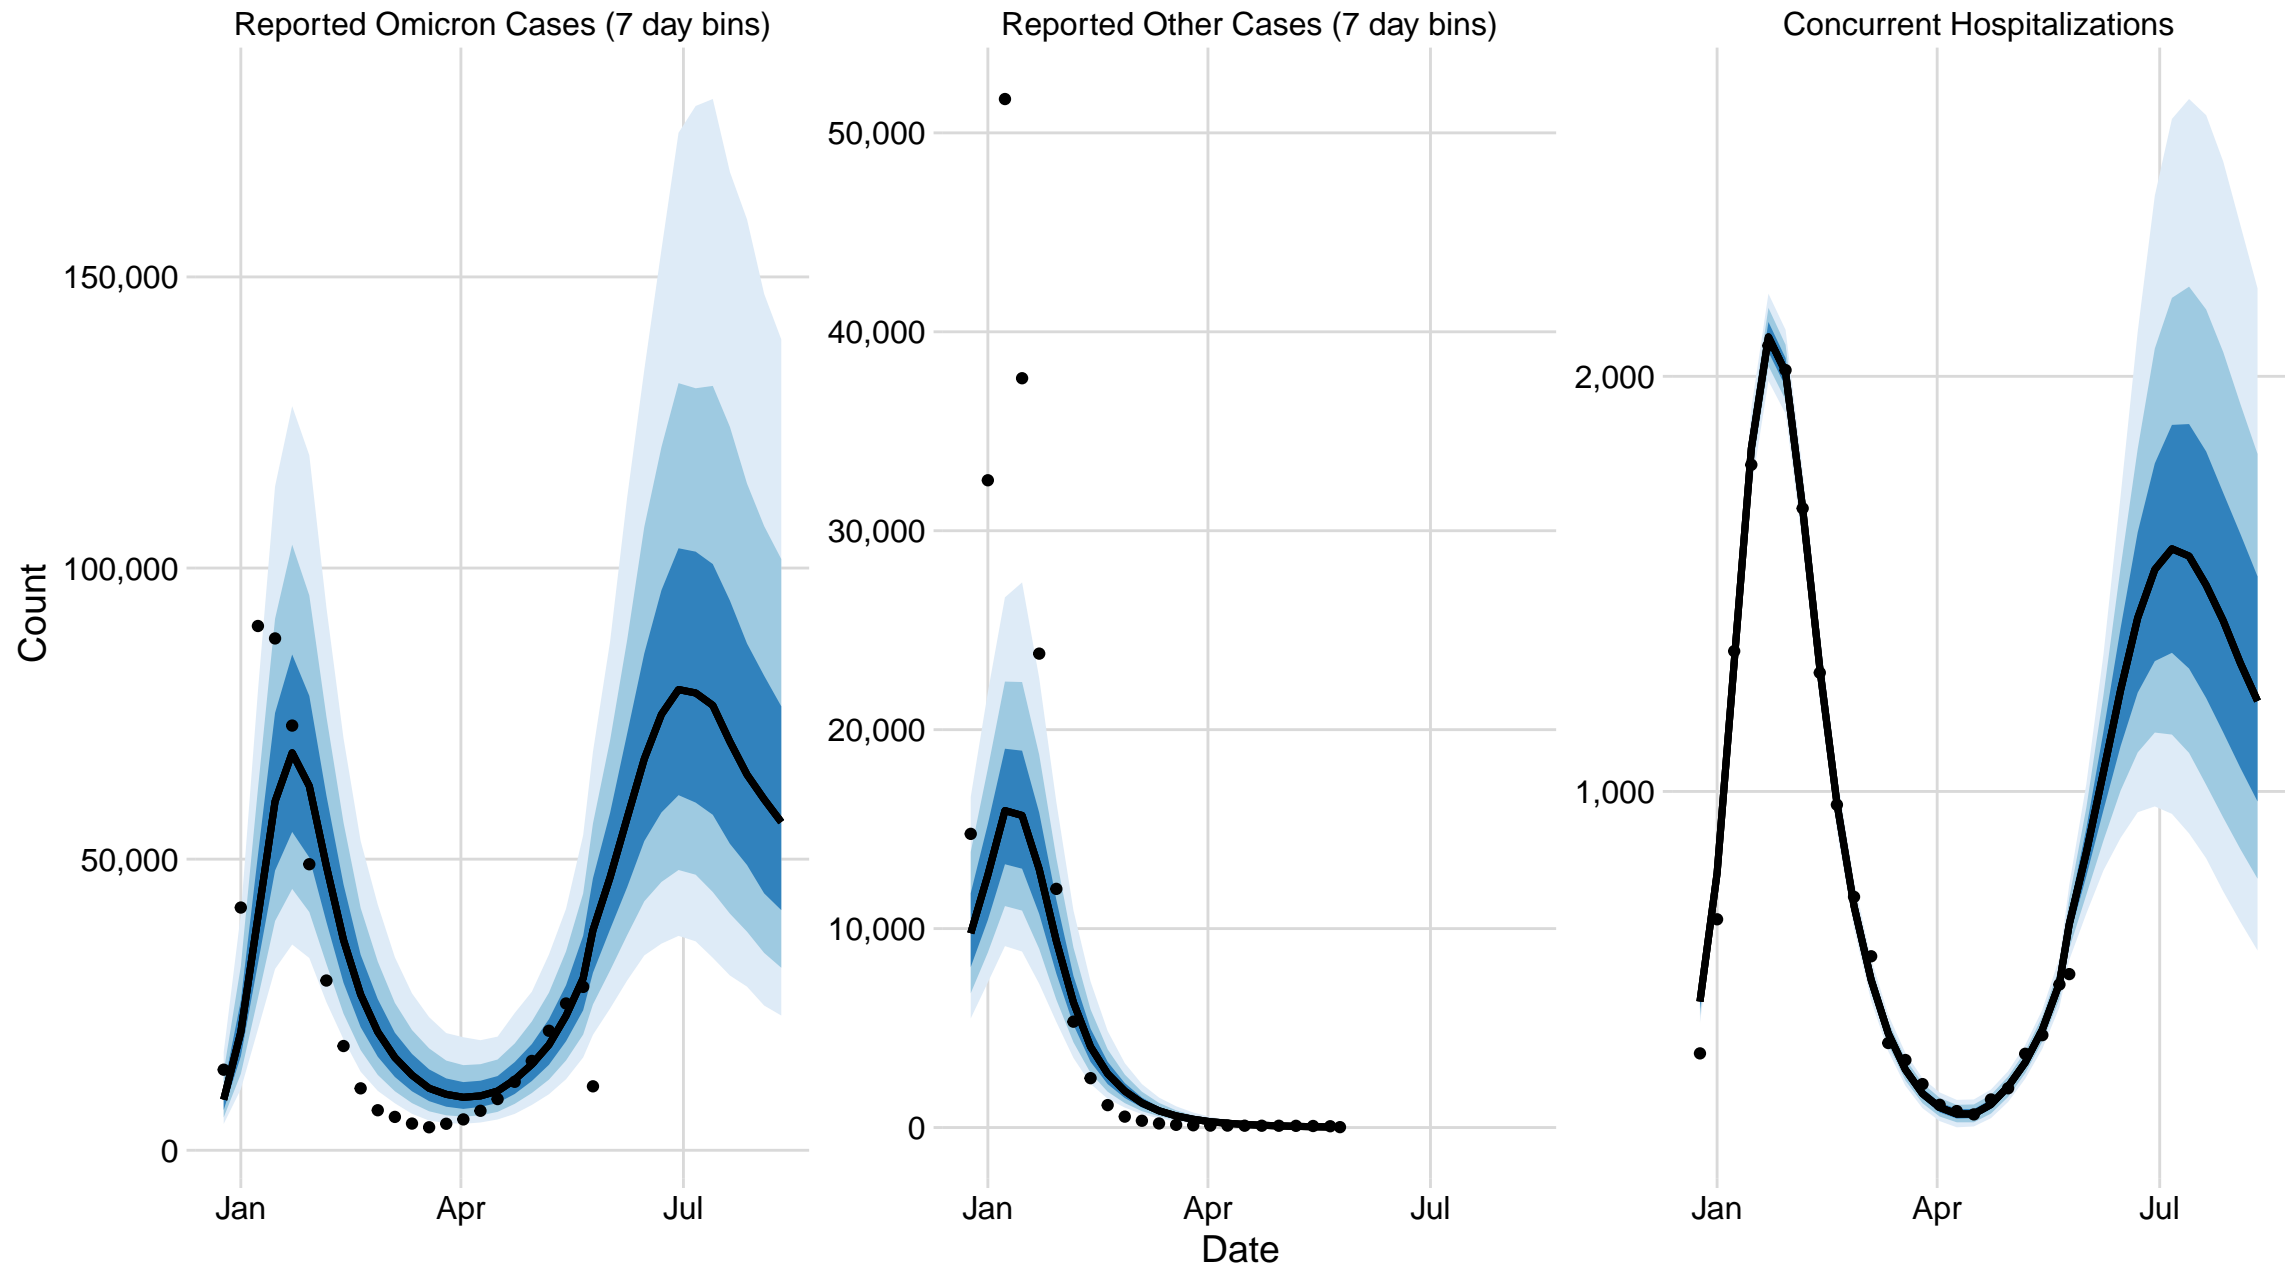 Reported Omicron Cases (7 day bins)
Reported Other Cases (7 day bins)
Concurrent Hospitalizations
Count
150,000
100,000
50,000
0
50,000
40,000
30,000
20,000
10,000
0
2,000
1,000
Jan Apr Jul
Jan Apr Jul
Jan Apr Jul
Date